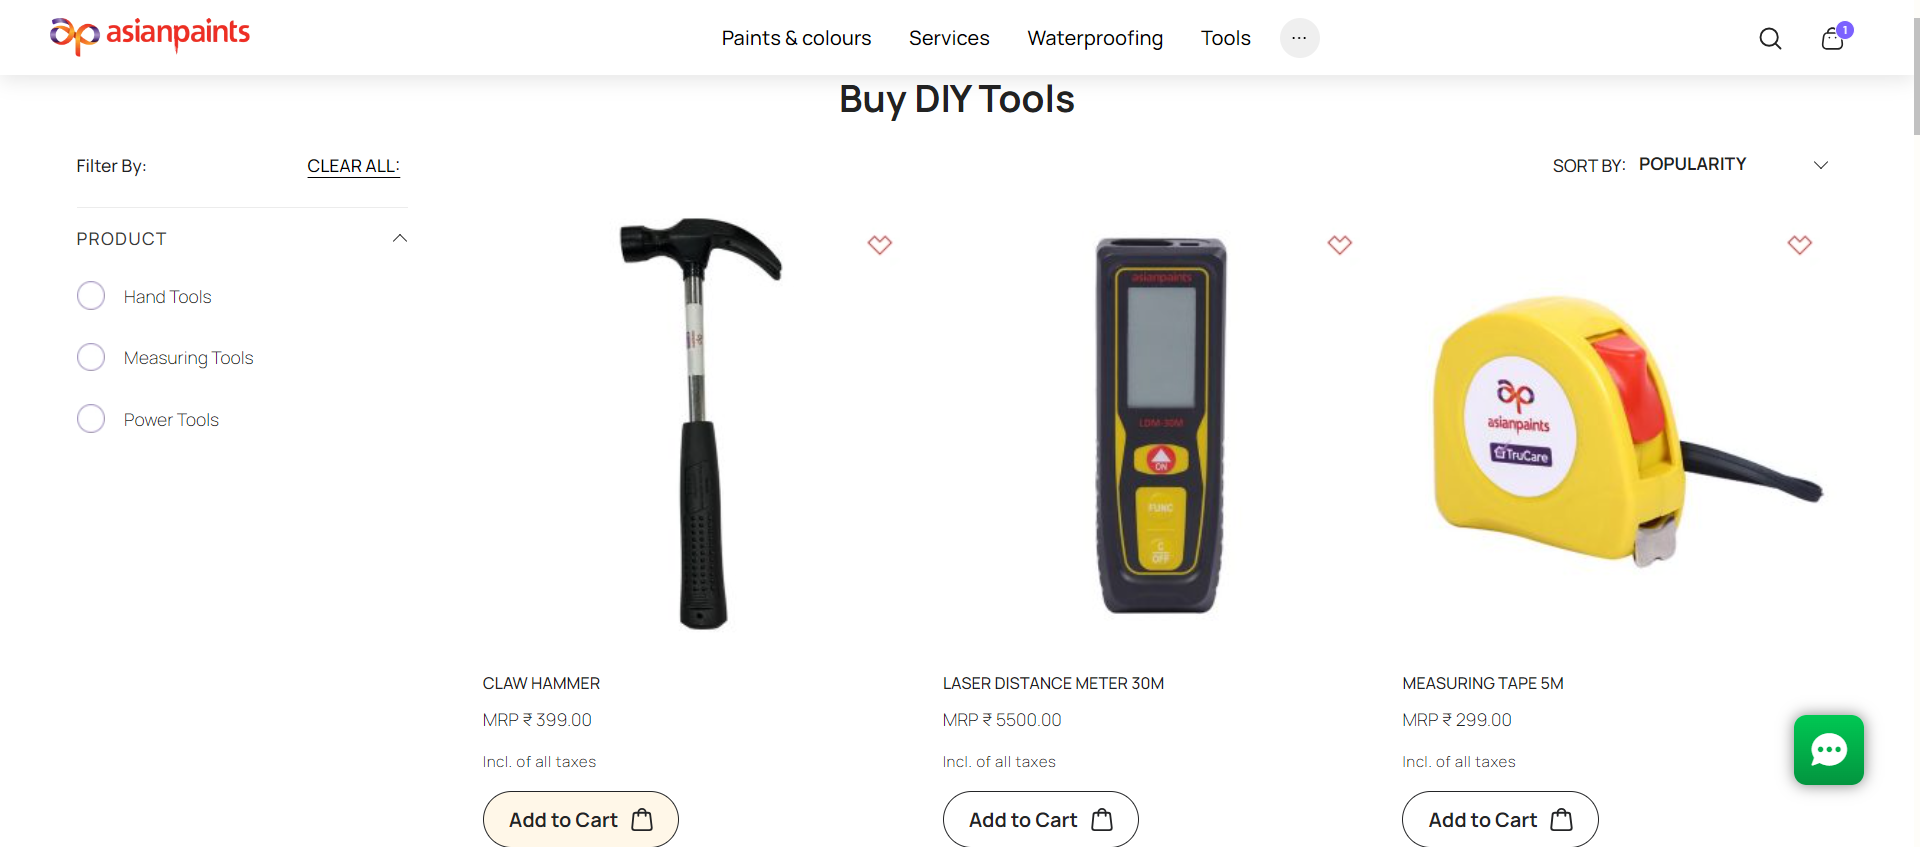 asianpaints
Paints & colours Services Waterproofing Tools ...
1
Buy DIY Tools
Filter By: CLEAR ALL:
SORT BY: POPULARITY
PRODUCT
Hand Tools
Measuring Tools
Power Tools
asianpaints
LDM-30M
ON
FUNC
C
OFF
asianpaints
TruCare
CLAW HAMMER
MRP ₹ 399.00
Incl. of all taxes
Add to Cart
LASER DISTANCE METER 30M
MRP ₹ 5500.00
Incl. of all taxes
Add to Cart
MEASURING TAPE 5M
MRP ₹ 299.00
Incl. of all taxes
Add to Cart